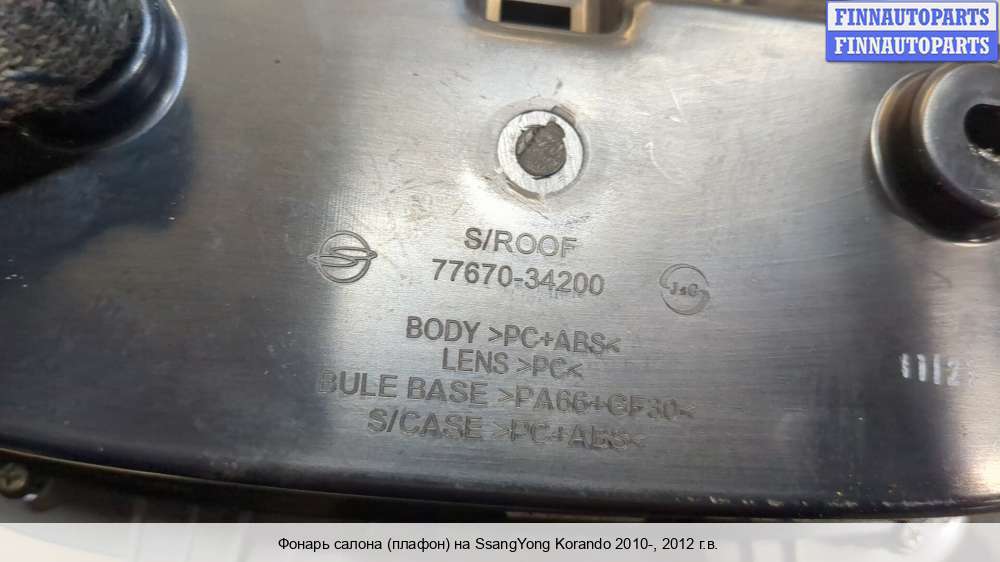 FINNAUTOPARTS
FINNAUTOPARTS
S/ROOF
77670-34200
J&C
BODY >PC+ABS<
LENS >PC<
BULE BASE >PA66+GF30<
S/CASE >PC+ABS<
Фонарь салона (плафон) на SsangYong Korando 2010-, 2012 г.в.